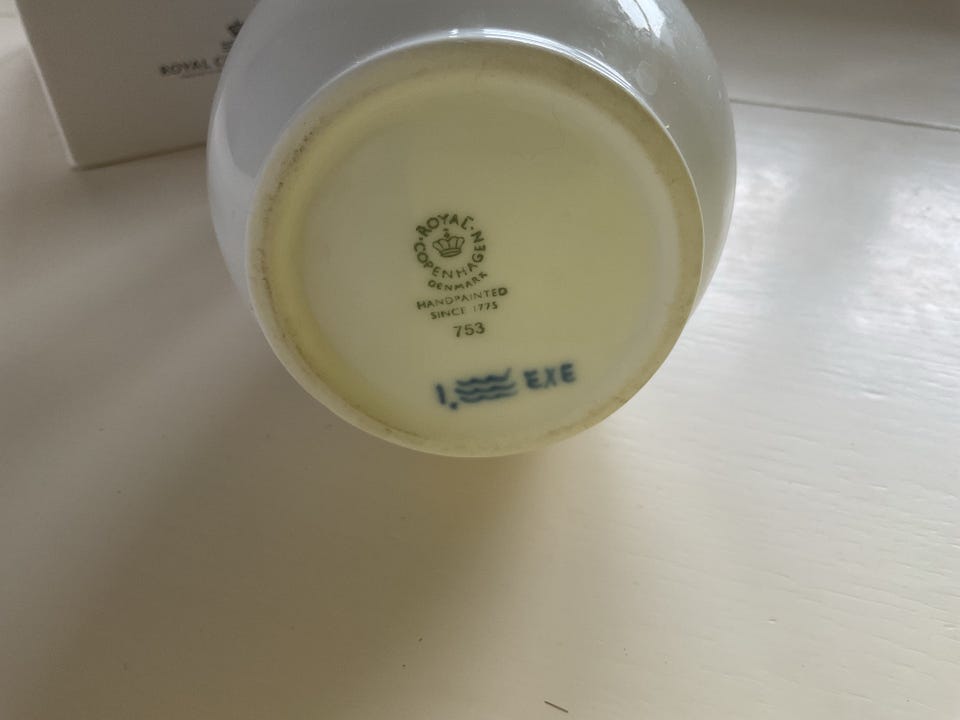 ROYAL C
ROYAL COPENHAGEN
DENMARK
HANDPAINTED
SINCE 1775
753
1. EXE